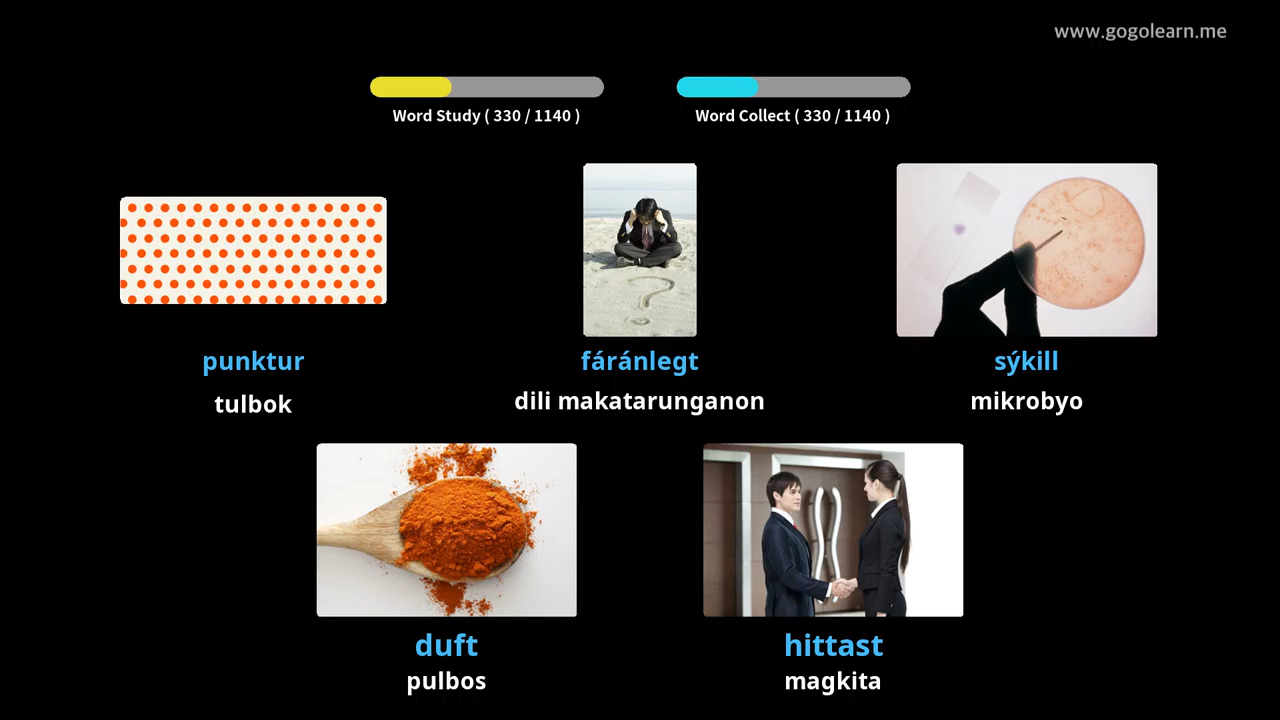 www.gogolearn.me
Word Study ( 330 / 1140 )
Word Collect ( 330 / 1140 )
punktur
tulbok
fáránlegt
dili makatarunganon
sýkill
mikrobyo
duft
pulbos
hittast
magkita